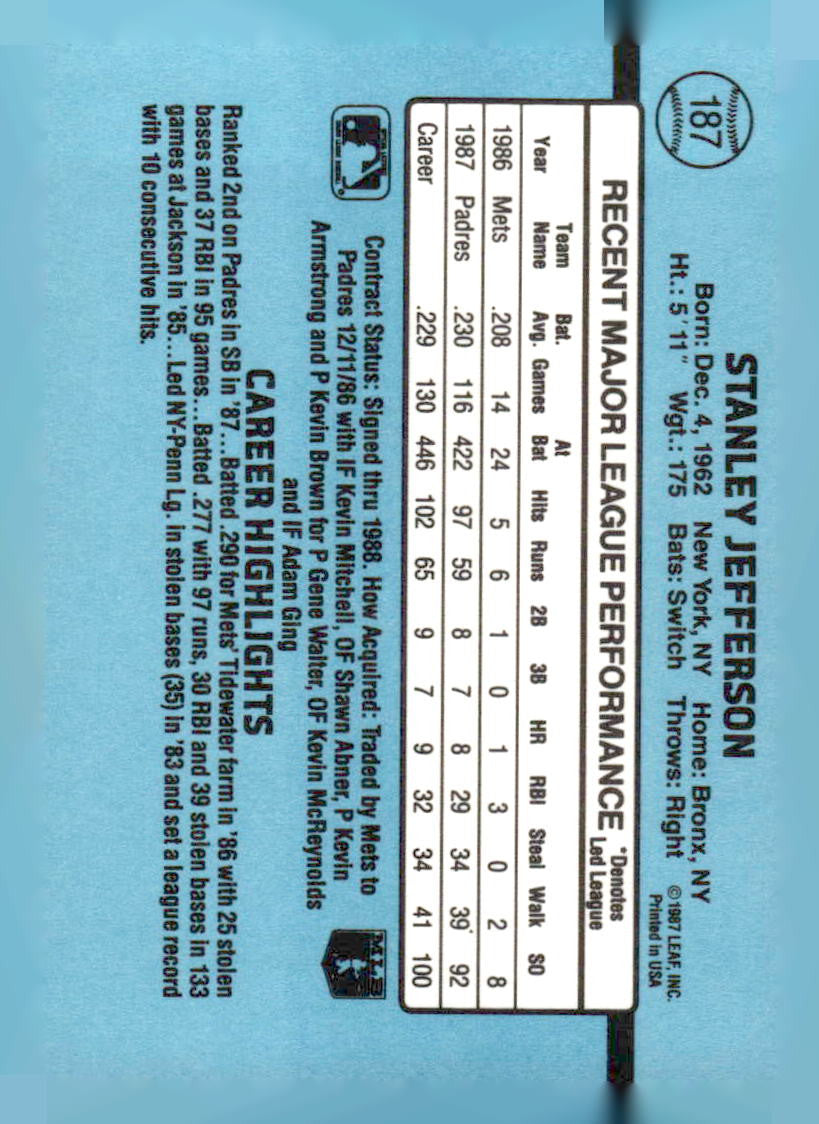 187
STANLEY JEFFERSON
Born: Dec. 4, 1962 New York, NY Home: Bronx, NY
Ht.: 5'11" Wgt.: 175 Bats: Switch Throws: Right
©1987 LEAF, INC.
Printed in USA
RECENT MAJOR LEAGUE PERFORMANCE *Denotes Led League
Year Team Name Bat. Avg. Games At Bat Hits Runs 2B 3B HR RBI Steal Walk SO
1986 Mets .208 14 24 5 6 1 0 1 3 0 2 8
1987 Padres .230 116 422 97 59 8 7 8 29 34 39 92
Career .229 130 446 102 65 9 7 9 32 34 41 100
Contract Status: Signed thru 1988. How Acquired: Traded by Mets to
Padres 12/11/86 with IF Kevin Mitchell, OF Shawn Abner, P Kevin
Armstrong and P Kevin Brown for P Gene Walter, OF Kevin McReynolds
and IF Adam Ging
MLB
CAREER HIGHLIGHTS
Ranked 2nd on Padres in SB in '87...Batted .290 for Mets' Tidewater farm in '86 with 25 stolen
bases and 37 RBI in 95 games...Batted .277 with 97 runs, 30 RBI and 39 stolen bases in 133
games at Jackson in '85...Led NY-Penn Lg. in stolen bases (35) in '83 and set a league record
with 10 consecutive hits.